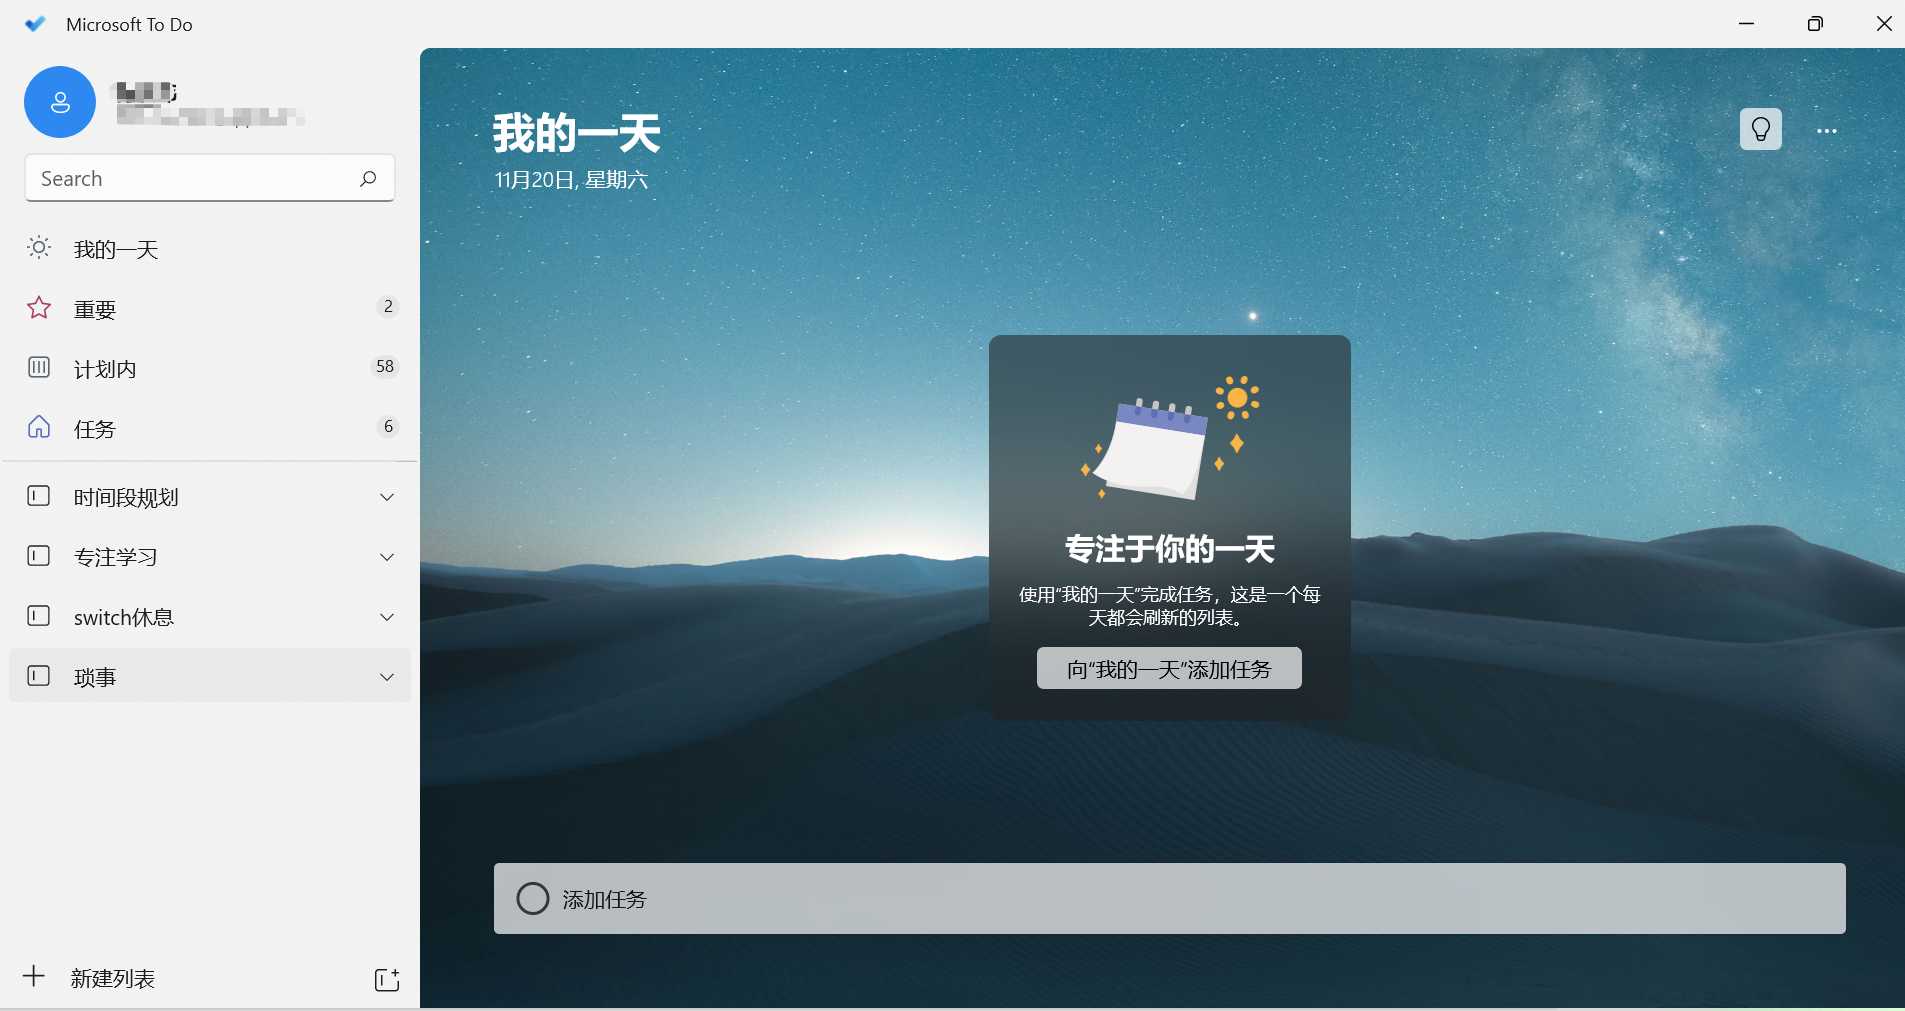 Microsoft To Do
Search
我的一天
重要 2
计划内 58
任务 6
时间段规划
专注学习
switch休息
琐事
新建列表
我的一天
11月20日, 星期六
专注于你的一天
使用“我的一天”完成任务，这是一个每
天都会刷新的列表。
向“我的一天”添加任务
添加任务